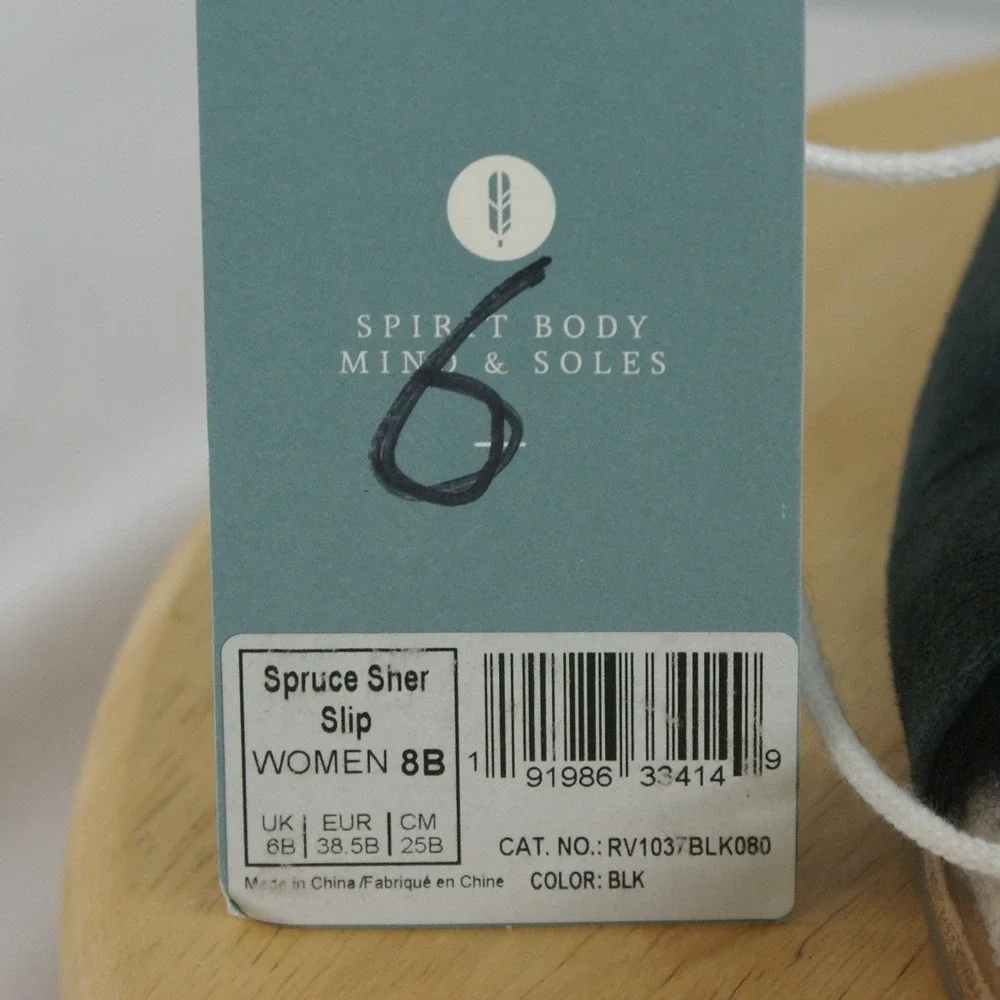 SPIRIT BODY
MIND & SOLES
6
Spruce Sher
Slip
WOMEN 8B
UK | EUR | CM
6B | 38.5B | 25B
Made in China /Fabriqué en Chine
1 91986 33414 9
CAT. NO.: RV1037BLK080
COLOR: BLK